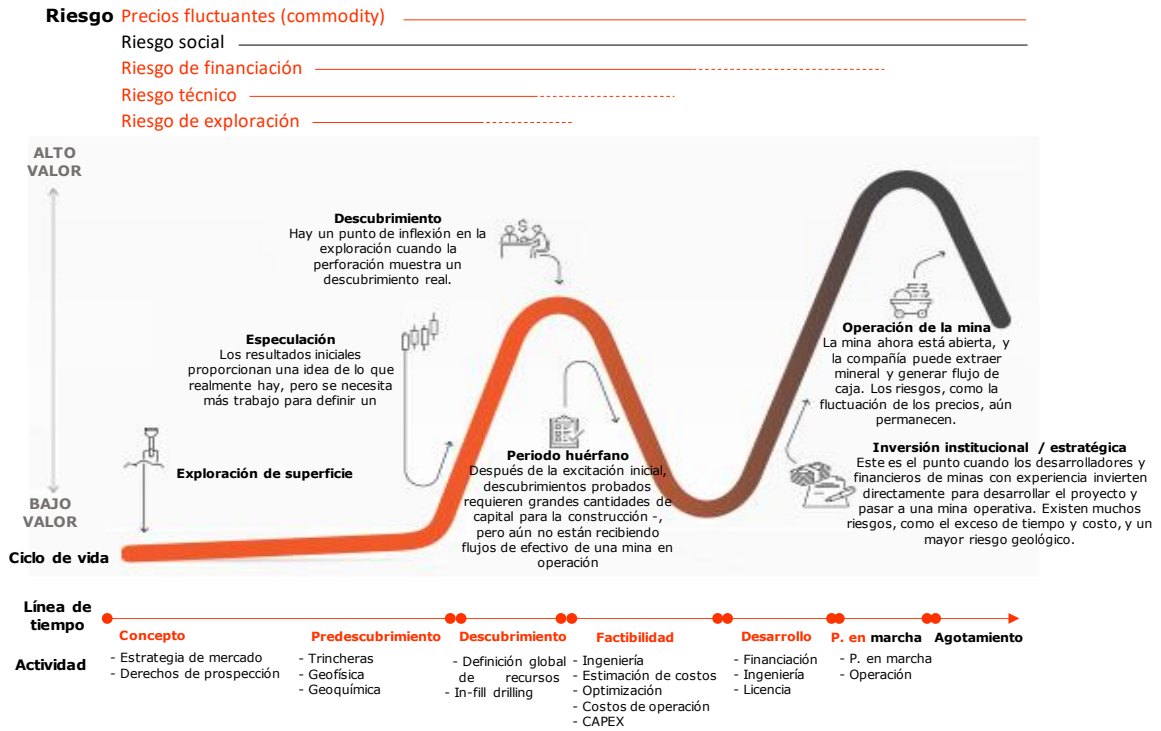 Riesgo Precios fluctuantes (commodity)
Riesgo social
Riesgo de financiación
Riesgo técnico
Riesgo de exploración
ALTO
VALOR
Descubrimiento
Hay un punto de inflexión en la
exploración cuando la
perforación muestra un
descubrimiento real.
Especulación
Los resultados iniciales
proporcionan una idea de lo que
realmente hay, pero se necesita
más trabajo para definir un
Exploración de superficie
Periodo huérfano
Después de la excitación inicial,
descubrimientos probados
requieren grandes cantidades de
capital para la construcción -,
pero aún no están recibiendo
flujos de efectivo de una mina en
operación
Operación de la mina
La mina ahora está abierta, y
la compañía puede extraer
mineral y generar flujo de
caja. Los riesgos, como la
fluctuación de los precios, aún
permanecen.
Inversión institucional / estratégica
Este es el punto cuando los desarrolladores y
financieros de minas con experiencia invierten
directamente para desarrollar el proyecto y
pasar a una mina operativa. Existen muchos
riesgos, como el exceso de tiempo y costo, y un
mayor riesgo geológico.
BAJO
VALOR
Ciclo de vida
Línea de
tiempo
Concepto
Predescubrimiento
Descubrimiento
Factibilidad
Desarrollo
P. en marcha
Agotamiento
Actividad
- Estrategia de mercado
- Derechos de prospección
- Trincheras
- Geofísica
- Geoquímica
- Definición global
de recursos
- In-fill drilling
- Ingeniería
- Estimación de costos
- Optimización
- Costos de operación
- CAPEX
- Financiación
- Ingeniería
- Licencia
- P. en marcha
- Operación